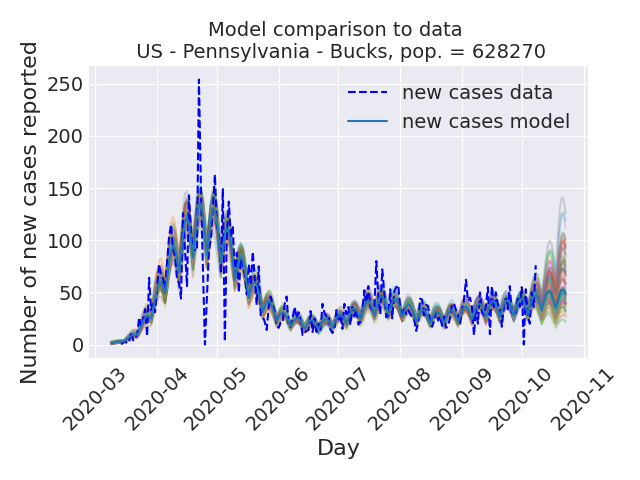 Model comparison to data
US - Pennsylvania - Bucks, pop. = 628270
Number of new cases reported
250
200
150
100
50
0
new cases data
new cases model
2020-03
2020-04
2020-05
2020-06
2020-07
2020-08
2020-09
2020-10
2020-11
Day